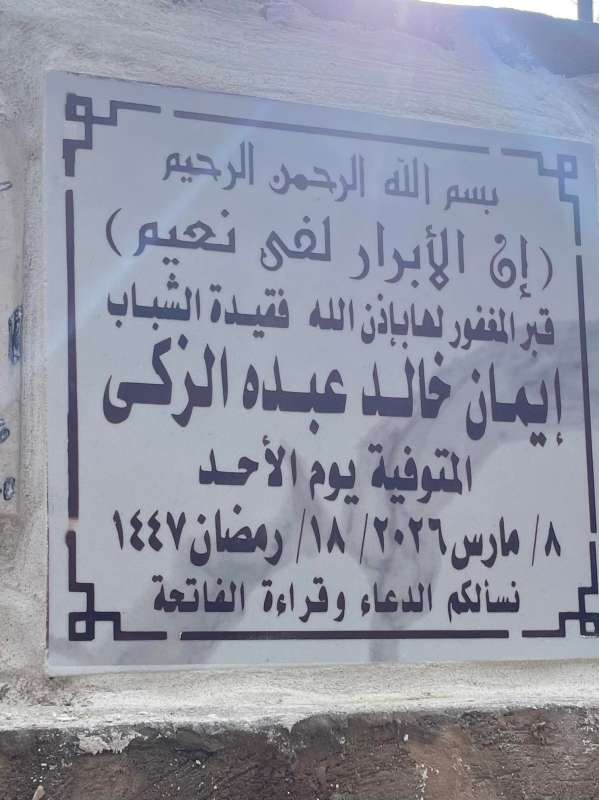 بسم الله الرحمن الرحيم
(إن الأبرار لفى نعيم)
قبر المغفور لها بإذن الله فقيدة الشباب
إيمان خالد عبده الزكى
المتوفية يوم الأحد
٨/ مارس ٢٠٢٦/ ١٨/ رمضان ١٤٤٧
نسألكم الدعاء وقراءة الفاتحة